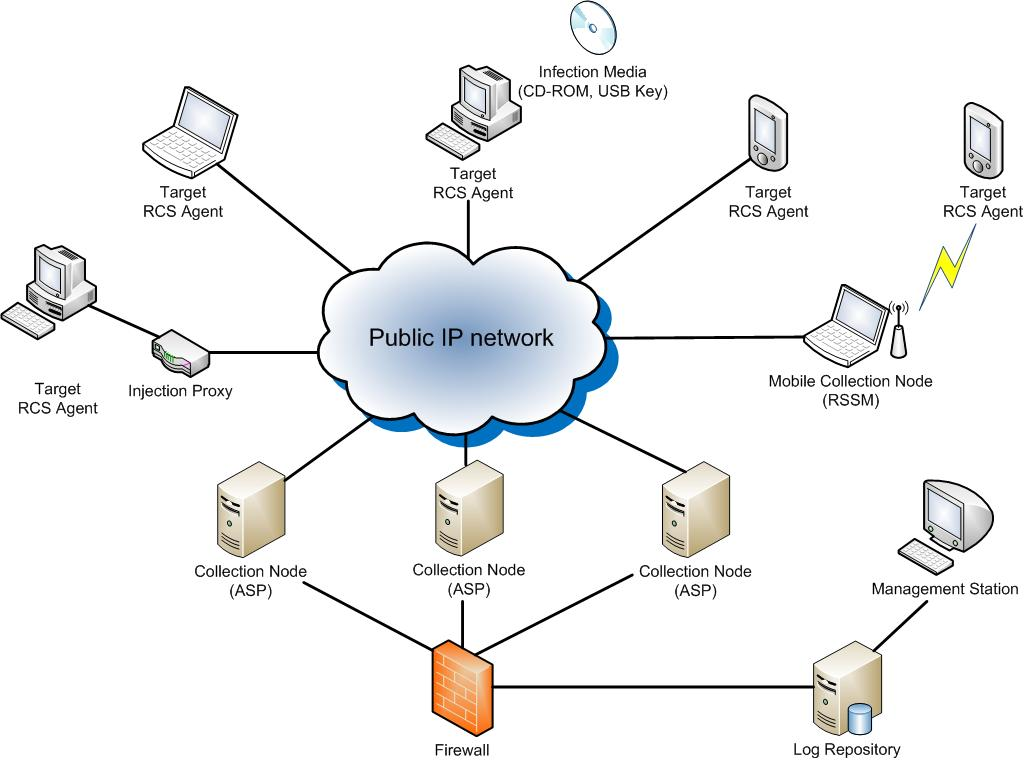 Infection Media
(CD-ROM, USB Key)
Target
RCS Agent
Target
RCS Agent
Target
RCS Agent
Target
RCS Agent
Public IP network
Target
RCS Agent
Injection Proxy
Mobile Collection Node
(RSSM)
Collection Node
(ASP)
Collection Node
(ASP)
Collection Node
(ASP)
Management Station
Firewall
Log Repository